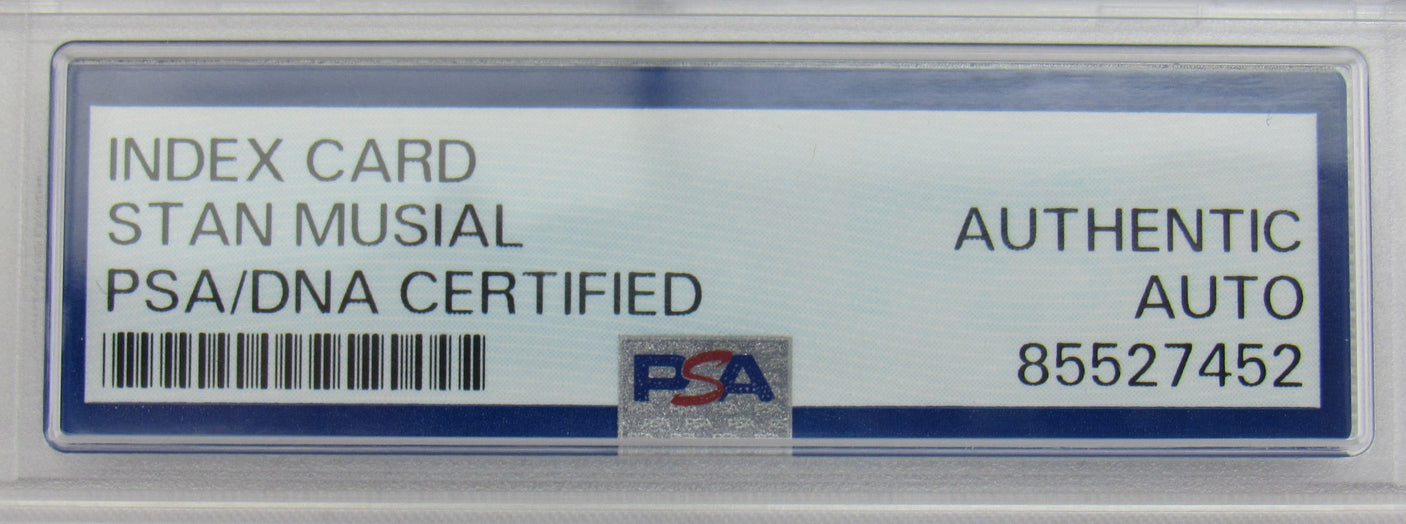 INDEX CARD
STAN MUSIAL
PSA/DNA CERTIFIED
AUTHENTIC
AUTO
85527452
PSA